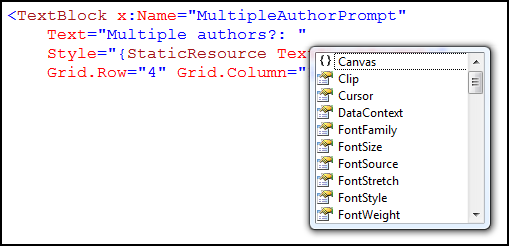 <TextBlock x:Name="MultipleAuthorPrompt"
Text="Multiple authors?: "
Style="{StaticResource Tex
Grid.Row="4" Grid.Column="
{} Canvas
Clip
Cursor
DataContext
FontFamily
FontSize
FontSource
FontStretch
FontStyle
FontWeight